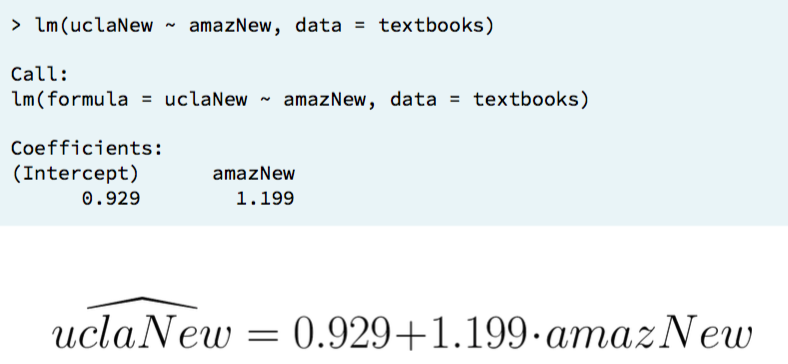 > lm(uclaNew ~ amazNew, data = textbooks)
Call:
lm(formula = uclaNew ~ amazNew, data = textbooks)
Coefficients:
(Intercept) amazNew
0.929 1.199
\widehat{uclaNew} = 0.929+1.199·amazNew